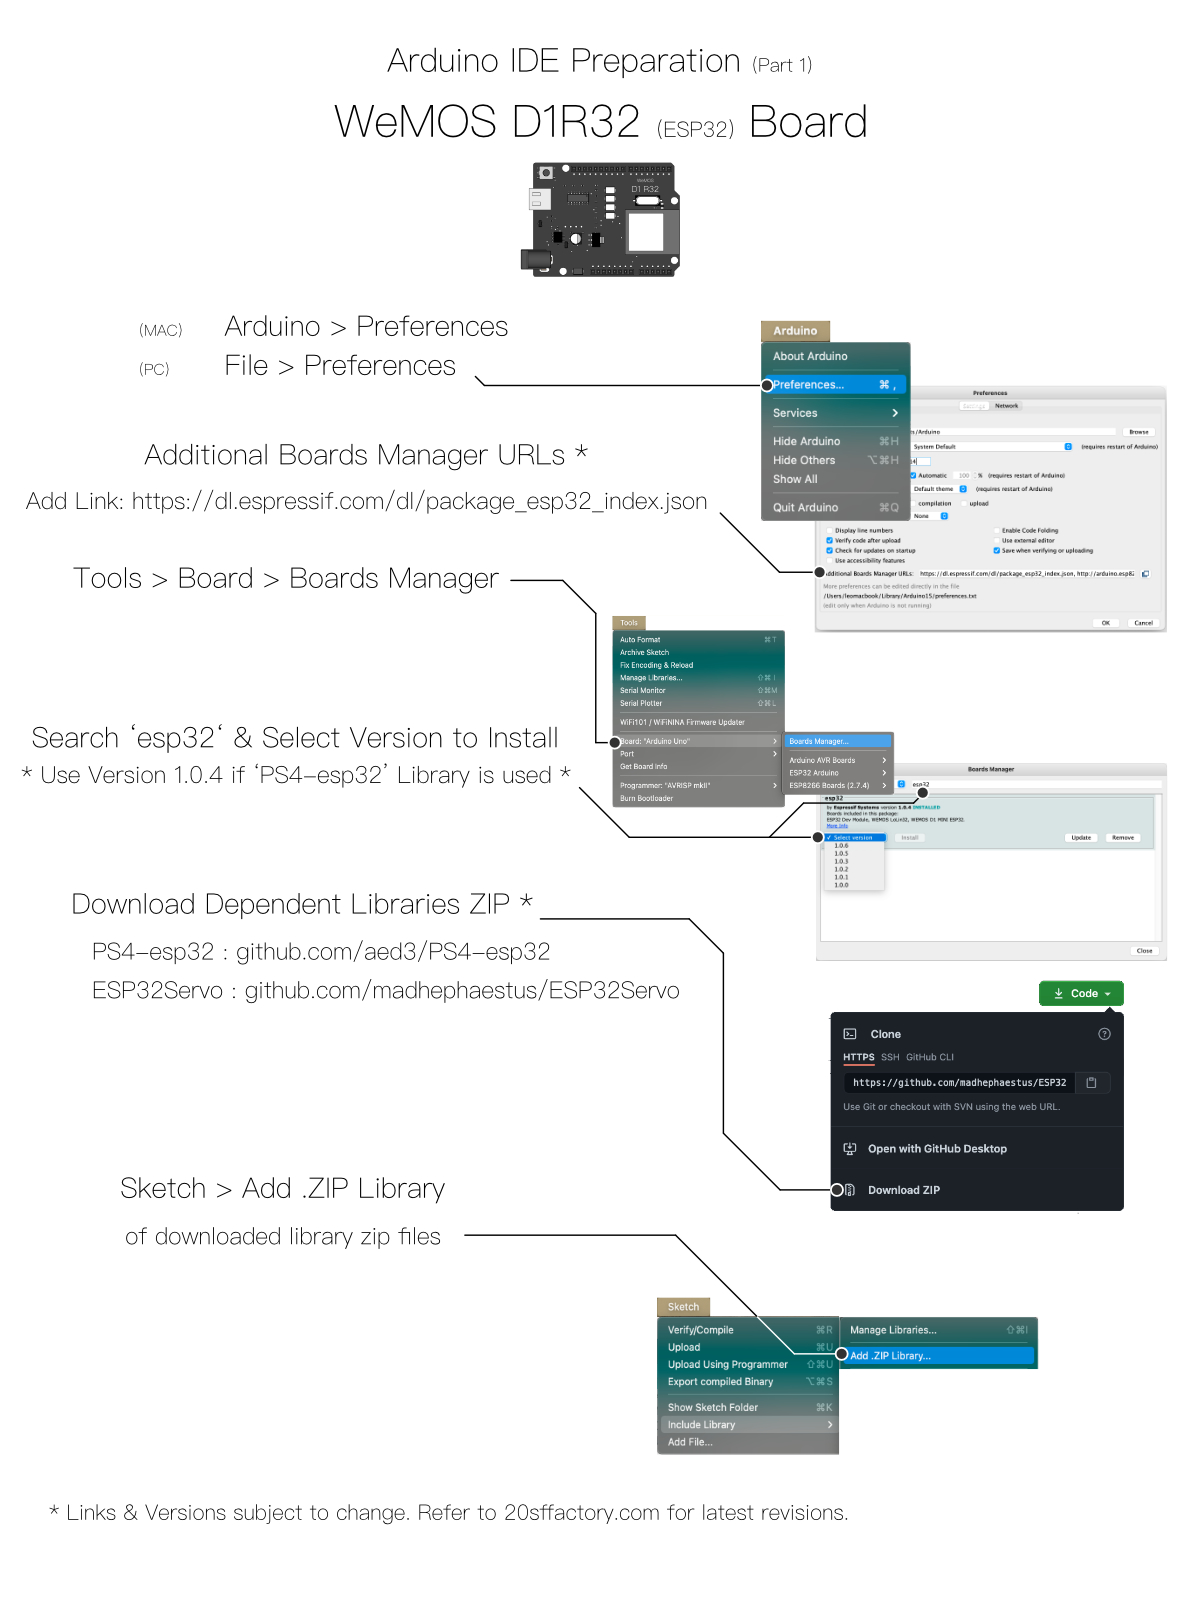 Arduino IDE Preparation (Part 1)
WeMOS D1R32 (ESP32) Board
WeMOS
D1 R32
(MAC) Arduino > Preferences
(PC) File > Preferences
Arduino
About Arduino
Preferences... ⌘ ,
Services >
Hide Arduino ⌘H
Hide Others ⌥⌘H
Show All
Quit Arduino ⌘Q
Preferences
Settings Network
s/Arduino Browse
System Default (requires restart of Arduino)
Automatic 100 % (requires restart of Arduino)
Default theme (requires restart of Arduino)
compilation upload
None
Display line numbers Enable Code Folding
Verify code after upload Use external editor
Check for updates on startup Save when verifying or uploading
Use accessibility features
Additional Boards Manager URLs: https://dl.espressif.com/dl/package_esp32_index.json, http://arduino.esp82
More preferences can be edited directly in the file
/Users/leomacbook/Library/Arduino15/preferences.txt
(edit only when Arduino is not running)
OK Cancel
Additional Boards Manager URLs *
Add Link: https://dl.espressif.com/dl/package_esp32_index.json
Tools > Board > Boards Manager
Tools
Auto Format ⌘T
Archive Sketch
Fix Encoding & Reload
Manage Libraries... ⇧⌘I
Serial Monitor ⇧⌘M
Serial Plotter ⇧⌘L
WiFi101 / WiFiNINA Firmware Updater
Board: "Arduino Uno" >
Port >
Get Board Info
Programmer: "AVRISP mkII" >
Burn Bootloader
Boards Manager...
Arduino AVR Boards >
ESP32 Arduino >
ESP8266 Boards (2.7.4) >
Search ‘esp32‘ & Select Version to Install
* Use Version 1.0.4 if ‘PS4-esp32’ Library is used *
Boards Manager
esp32
esp32
by Espressif Systems version 1.0.4 INSTALLED
Boards included in this package:
ESP32 Dev Module, WEMOS LoLin32, WEMOS D1 MINI ESP32.
More Info
✓ Select version Install Update Remove
1.0.6
1.0.5
1.0.3
1.0.2
1.0.1
1.0.0
Close
Download Dependent Libraries ZIP *
PS4-esp32 : github.com/aed3/PS4-esp32
ESP32Servo : github.com/madhephaestus/ESP32Servo
Code
Clone
HTTPS SSH GitHub CLI
https://github.com/madhephaestus/ESP32
Use Git or checkout with SVN using the web URL.
Open with GitHub Desktop
Download ZIP
Sketch > Add .ZIP Library
of downloaded library zip files
Sketch
Verify/Compile ⌘R
Upload ⌘U
Upload Using Programmer ⇧⌘U
Export compiled Binary ⌥⌘S
Show Sketch Folder ⌘K
Include Library >
Add File...
Manage Libraries... ⇧⌘I
Add .ZIP Library...
* Links & Versions subject to change. Refer to 20sffactory.com for latest revisions.